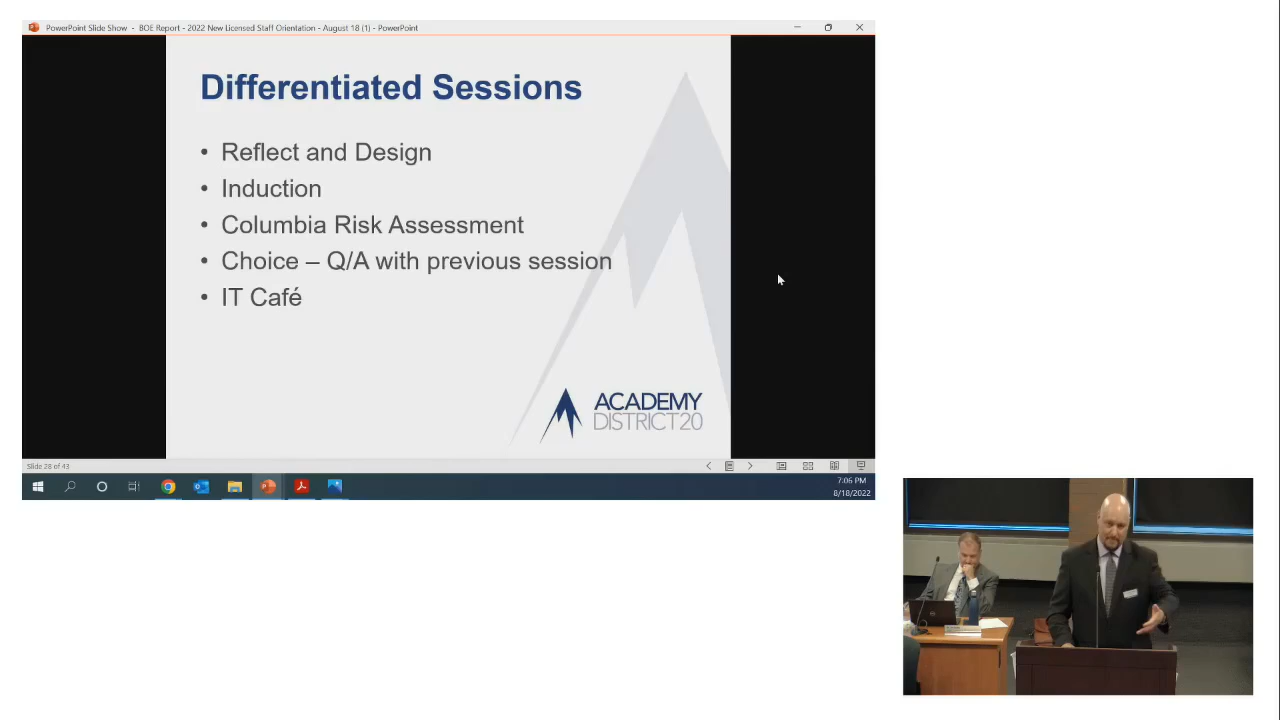 PowerPoint Slide Show - BOE Report - 2022 New Licensed Staff Orientation - August 18 (1) - PowerPoint
Differentiated Sessions
• Reflect and Design
• Induction
• Columbia Risk Assessment
• Choice – Q/A with previous session
• IT Café
ACADEMY
DISTRICT20
Slide 28 of 43
7:06 PM
8/18/2022